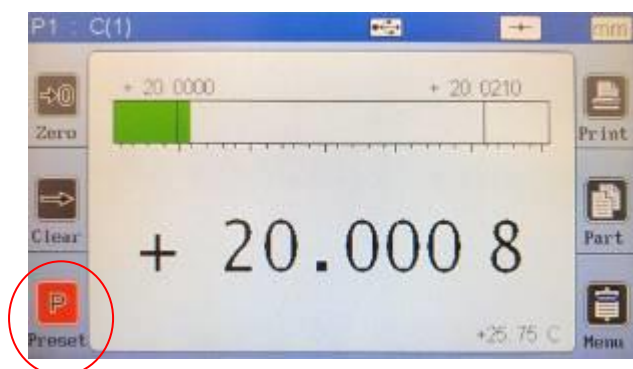 P1 : C(1) mm
+ 20 0000 + 20 0210
Zero
Print
+ 20.000 8
Clear
Part
P
Preset
+25 75 C
Menu